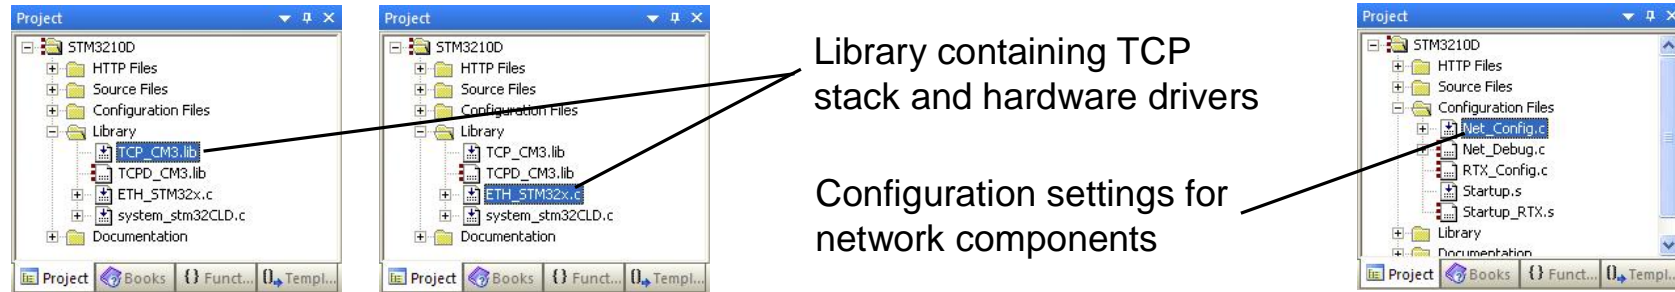 Project
STM3210D
HTTP Files
Source Files
Configuration Files
Library
TCP_CM3.lib
TCPD_CM3.lib
ETH_STM32x.c
system_stm32CLD.c
Documentation
Project Books {} Funct... Templ...
Project
STM3210D
HTTP Files
Source Files
Configuration Files
Library
TCP_CM3.lib
TCPD_CM3.lib
ETH_STM32x.c
system_stm32CLD.c
Documentation
Project Books {} Funct... Templ...
Library containing TCP
stack and hardware drivers
Configuration settings for
network components
Project
STM3210D
HTTP Files
Source Files
Configuration Files
Net_Config.c
Net_Debug.c
RTX_Config.c
Startup.s
Startup_RTX.s
Library
Documentation
Project Books {} Funct... Templ...